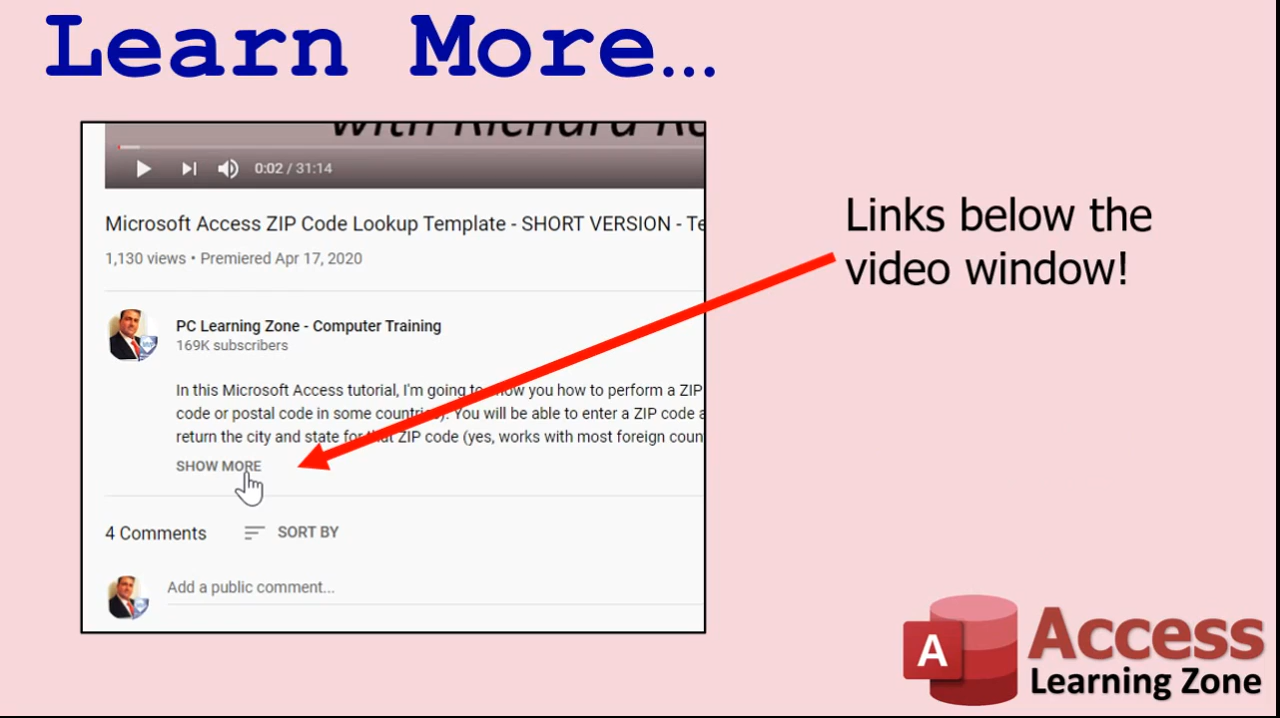 Learn More...
with Richard
0:02 / 31:14
Microsoft Access ZIP Code Lookup Template - SHORT VERSION -
1,130 views • Premiered Apr 17, 2020
PC Learning Zone - Computer Training
169K subscribers
In this Microsoft Access tutorial, I'm going to show you how to perform a ZIP
code or postal code in some countries). You will be able to enter a ZIP code
return the city and state for that ZIP code (yes, works with most foreign
SHOW MORE
4 Comments
SORT BY
Add a public comment...
Links below the
video window!
A
Access
Learning Zone